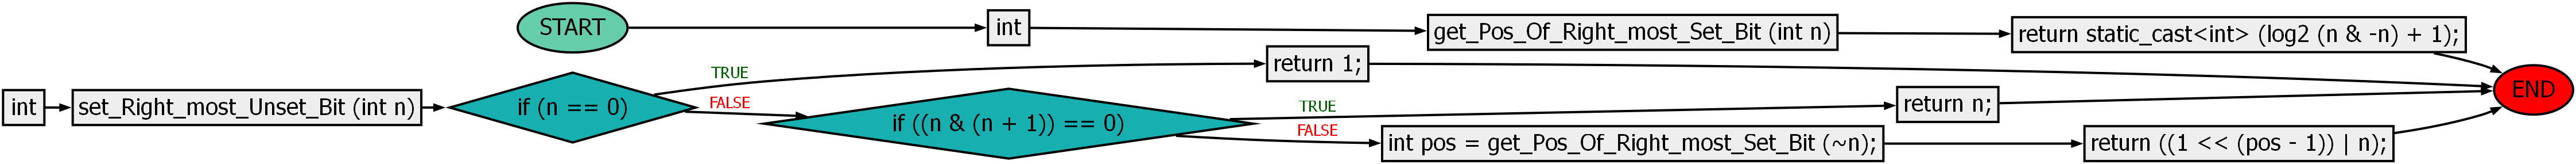 START
int
get_Pos_Of_Right_most_Set_Bit (int n)
return static_cast<int> (log2 (n & -n) + 1);
int
set_Right_most_Unset_Bit (int n)
if (n == 0)
TRUE
return 1;
FALSE
if ((n & (n + 1)) == 0)
TRUE
return n;
FALSE
int pos = get_Pos_Of_Right_most_Set_Bit (~n);
return ((1 << (pos - 1)) | n);
END